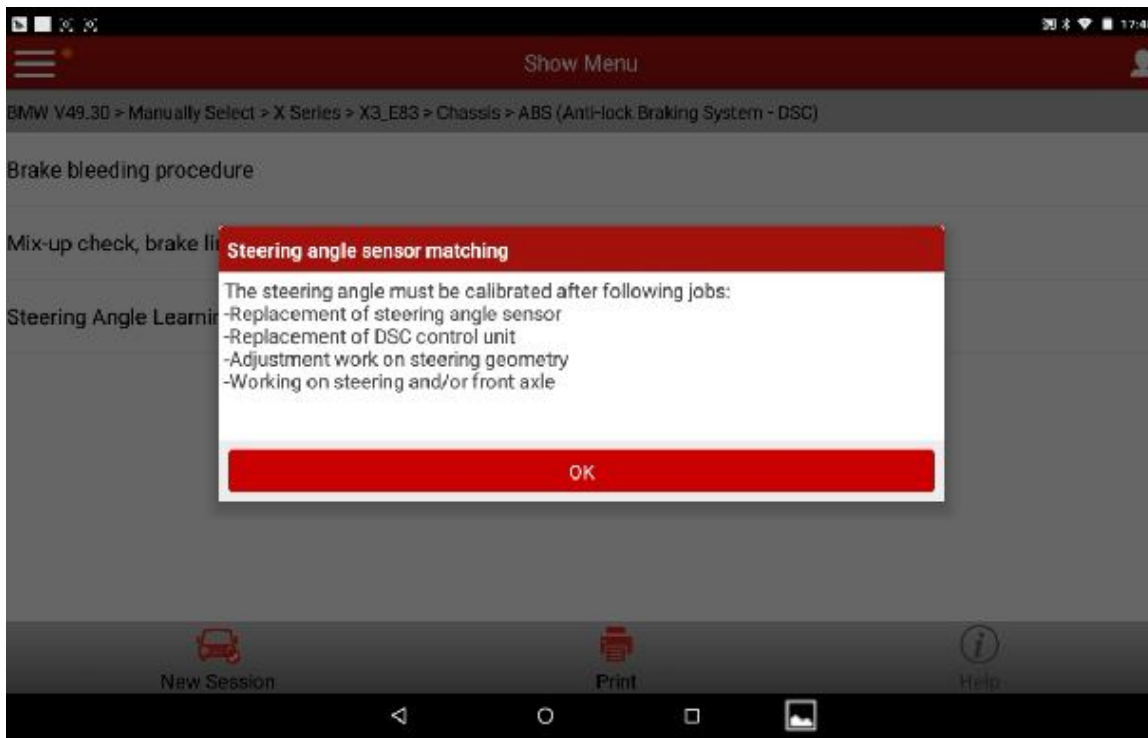 17:4
Show Menu
BMW V49.30 > Manually Select > X Series > X3_E83 > Chassis > ABS (Anti-lock Braking System - DSC)
Brake bleeding procedure
Mix-up check, brake li
Steering angle sensor matching
The steering angle must be calibrated after following jobs:
-Replacement of steering angle sensor
Steering Angle Learnin
-Replacement of DSC control unit
-Adjustment work on steering geometry
-Working on steering and/or front axle
OK
New Session
Print
Help